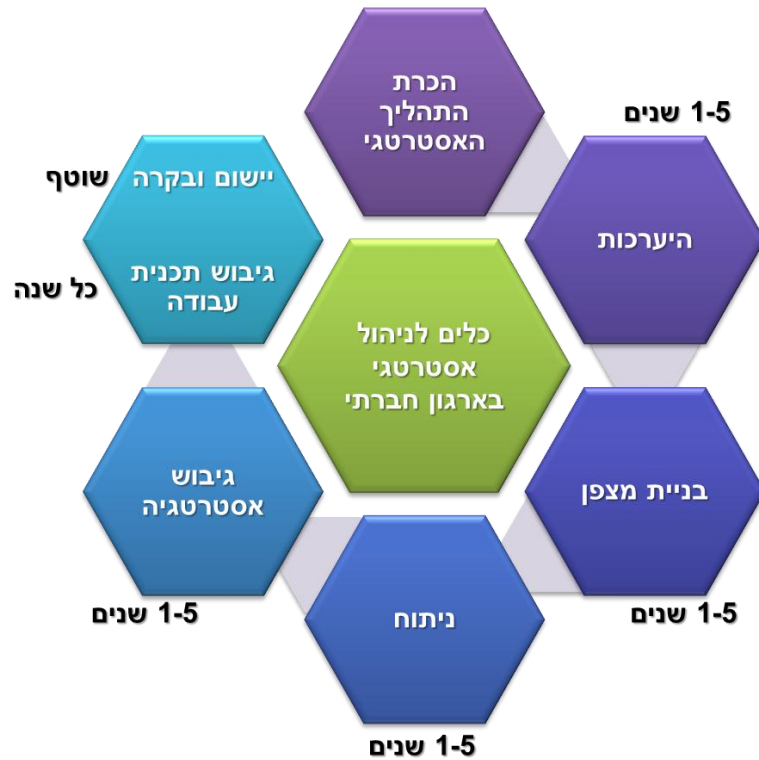 הכרת
התהליך
האסטרטגי
1-5 שנים
היערכות
בניית מצפן
1-5 שנים
ניתוח
1-5 שנים
גיבוש
אסטרטגיה
1-5 שנים
יישום ובקרה
שוטף
גיבוש תכנית
עבודה
כל שנה
כלים לניהול
אסטרטגי
בארגון חברתי